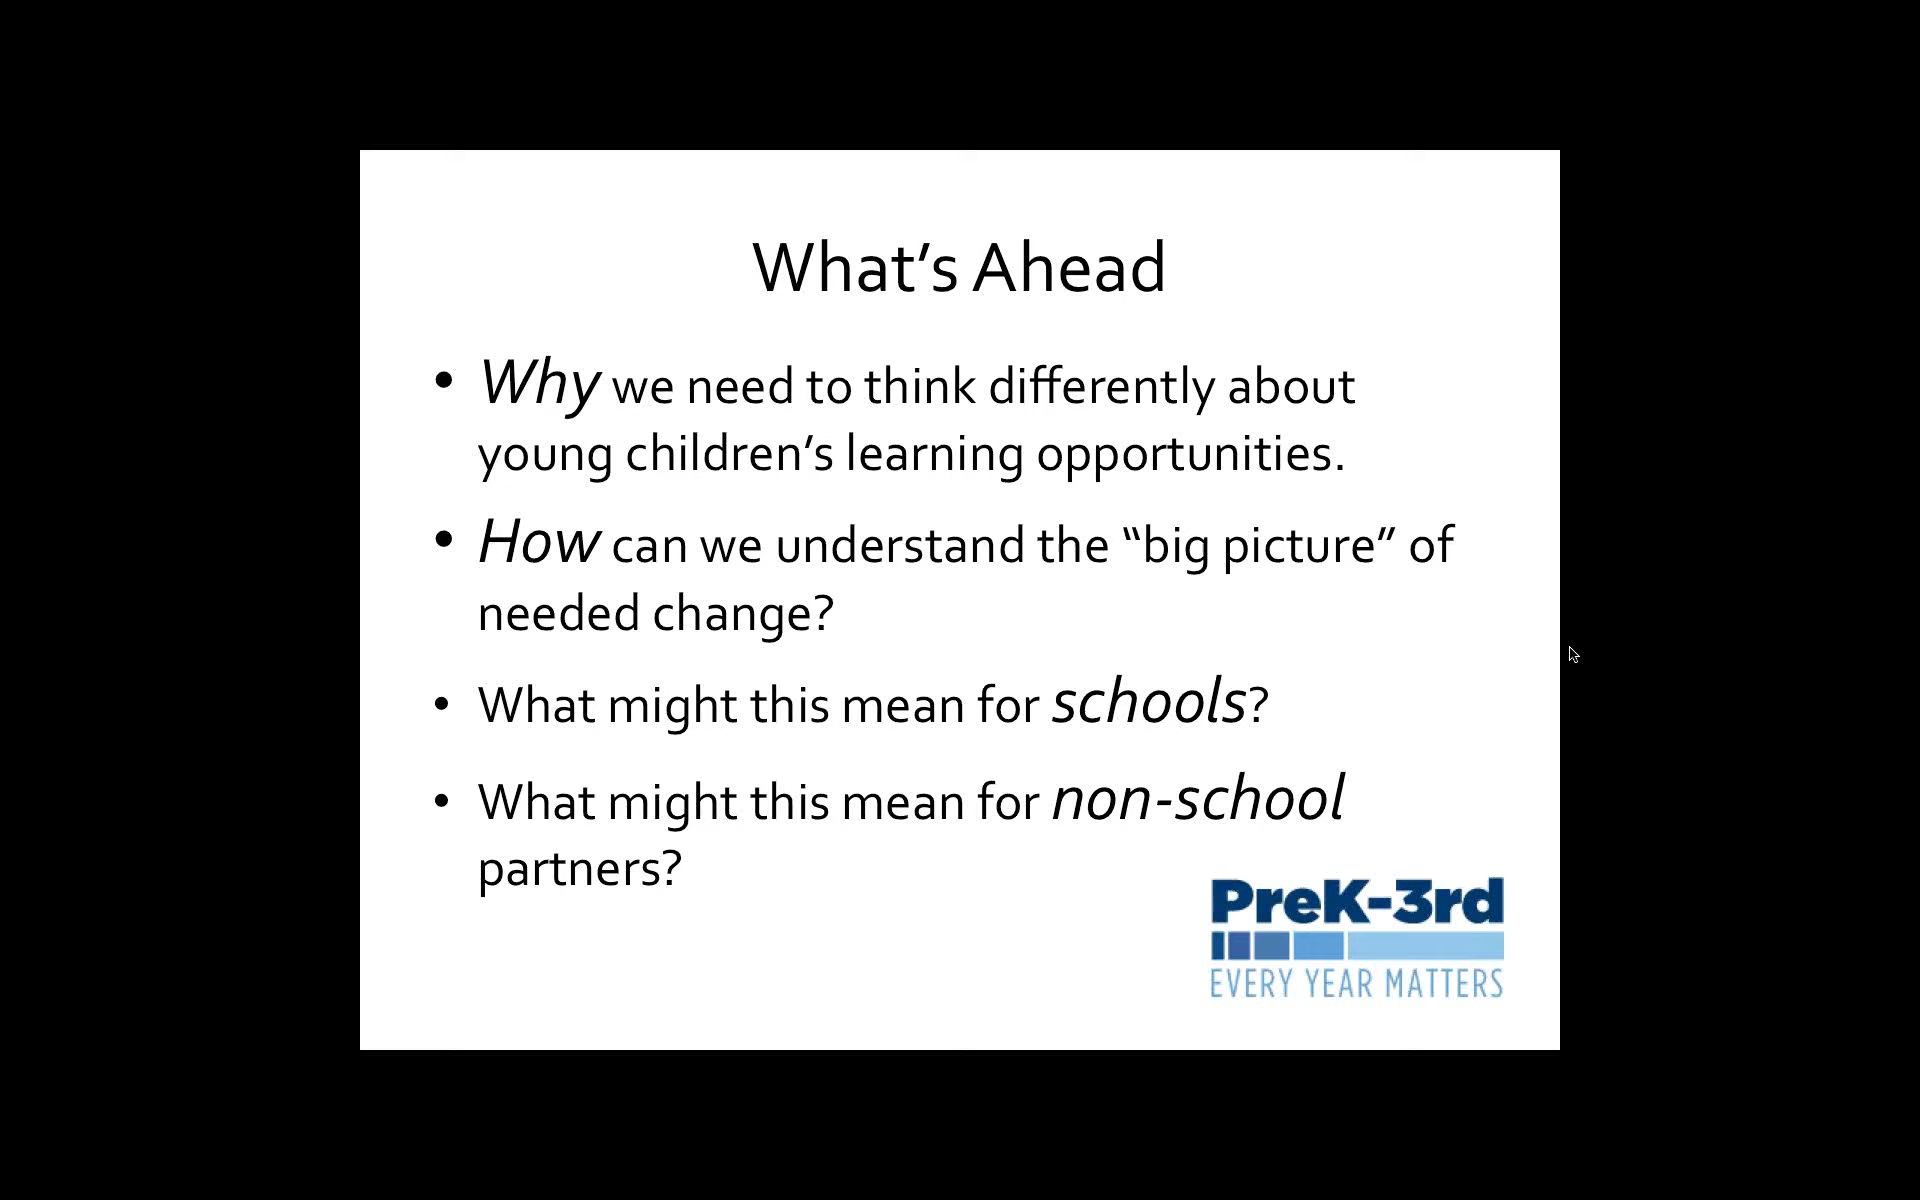 What’s Ahead
• Why we need to think differently about
young children’s learning opportunities.
• How can we understand the “big picture” of
needed change?
• What might this mean for schools?
• What might this mean for non-school
partners?
PreK-3rd
EVERY YEAR MATTERS